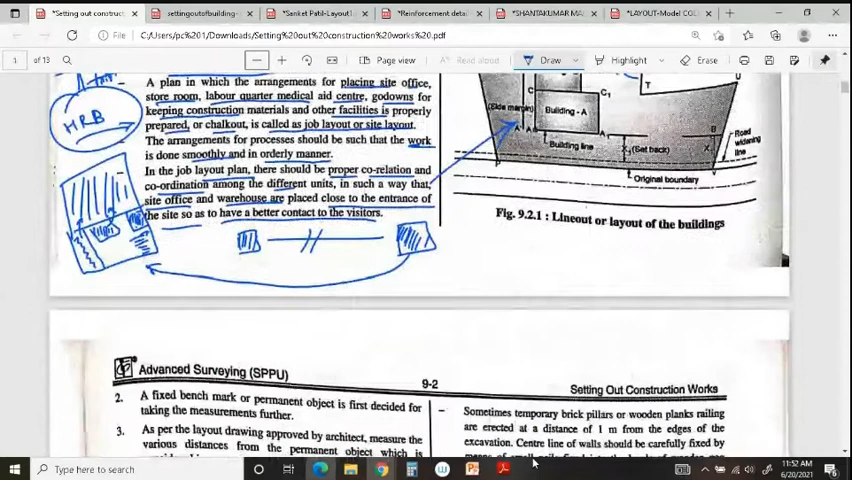 *Setting out construct
settingoutofbuilding-
*Sanket Patil-Layout1
*Reinforcement detai
*SHANTAKUMAR MA
*LAYOUT-Model COL
File
C:/Users/pc%201/Downloads/Setting%20out%20construction%20works%20.pdf
1 of 13
Page view
Read aloud
Draw
Highlight
Erase
HRB
A plan in which the arrangements for placing site office,
store room, labour quarter medical aid centre, godowns for
keeping construction materials and other facilities is properly
prepared, or chalkout, is called as job layout or site layout.
The arrangements for processes should be such that the work
is done smoothly and in orderly manner.
In the job layout plan, there should be proper co-relation and
co-ordination among the different units, in such a way that,
site office and warehouse are placed close to the entrance of
the site so as to have a better contact to the visitors.
C
C₁
T
U
(Side margin)
Building - A
B
Building line
X₁(Set back)
Road
widening
line
Original boundary
Fig. 9.2.1 : Lineout or layout of the buildings
Advanced Surveying (SPPU)
9-2
Setting Out Construction Works
2. A fixed bench mark or permanent object is first decided for
taking the measurements further.
3. As per the layout drawing approved by architect, measure the
various distances from the permanent object which is
– Sometimes temporary brick pillars or wooden planks railing
are erected at a distance of 1 m from the edges of the
excavation. Centre line of walls should be carefully fixed by
Type here to search
11:52 AM
6/20/2021